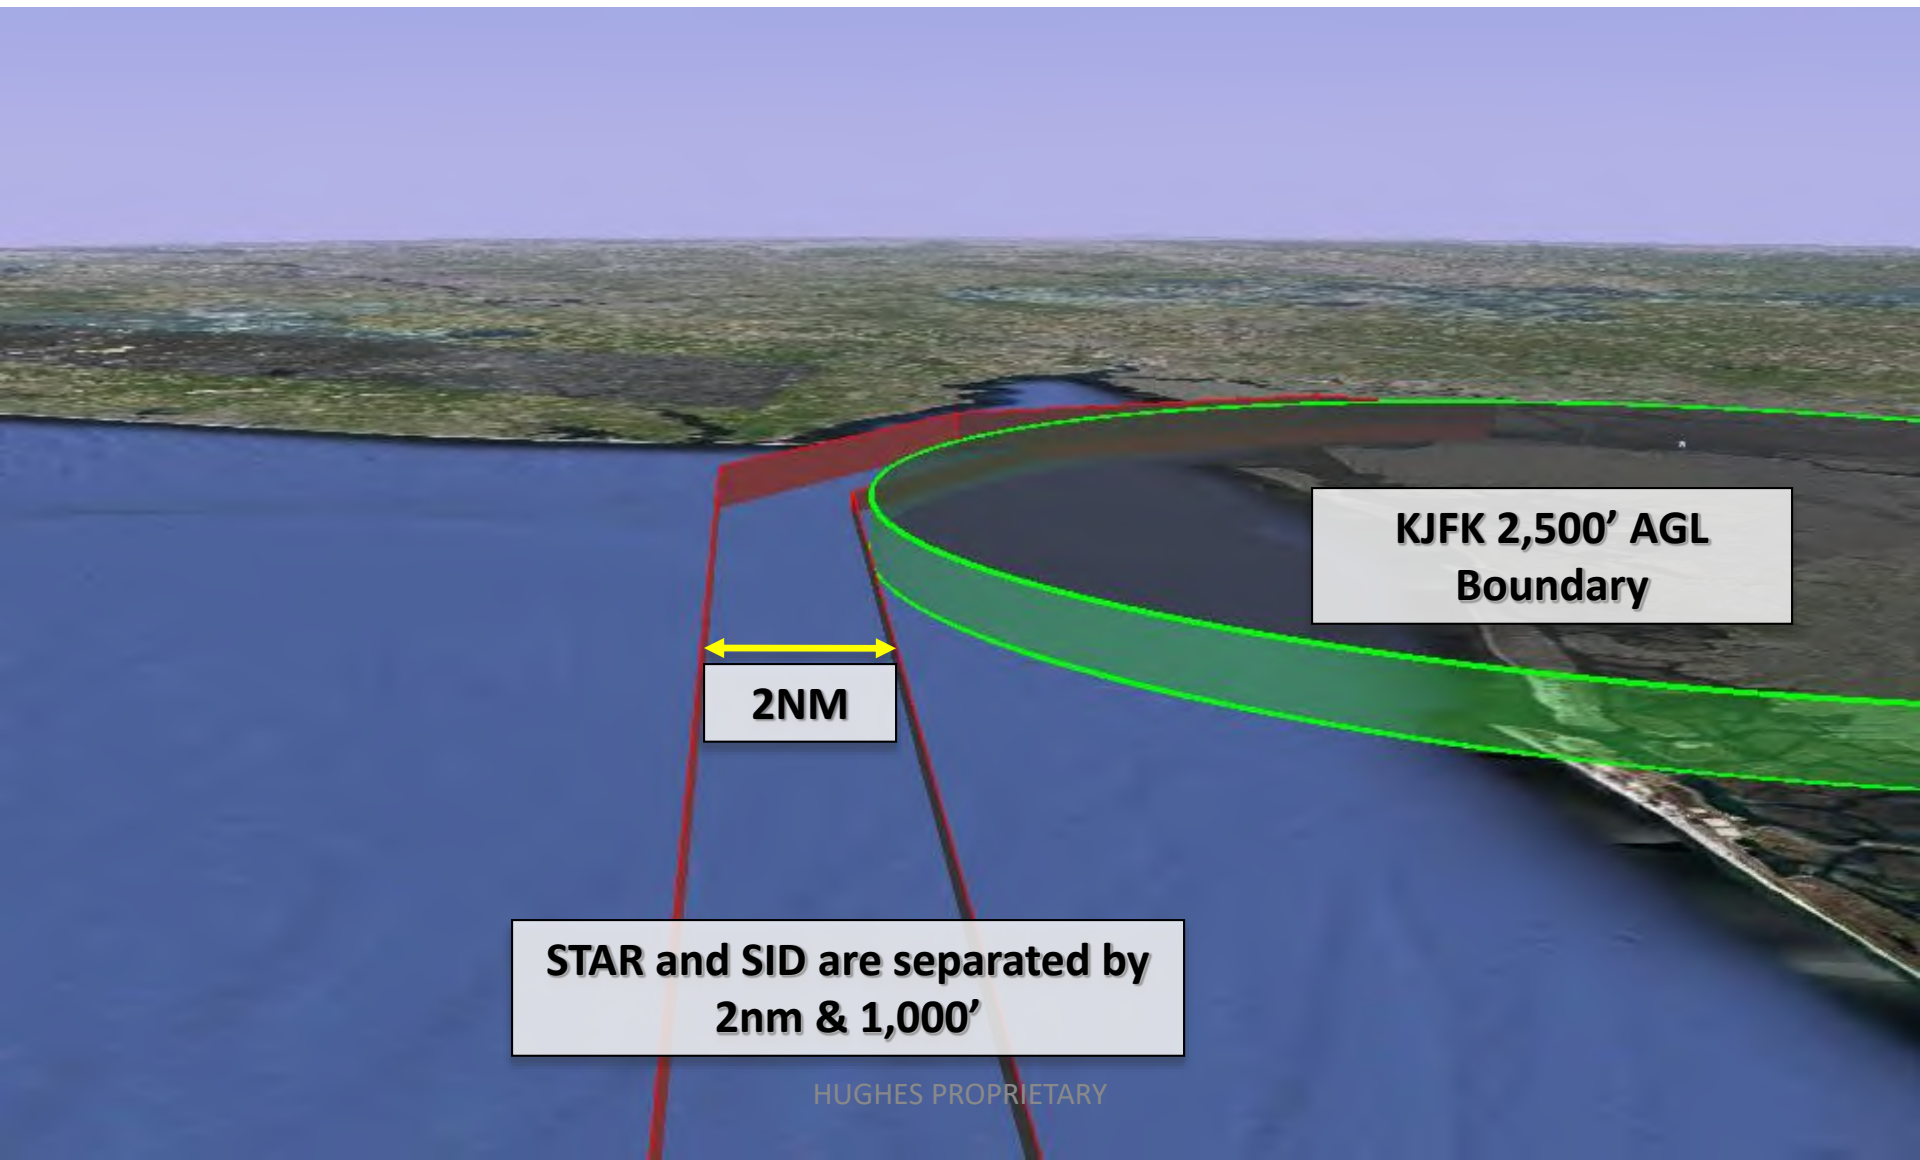 KJFK 2,500’ AGL
Boundary
2NM
STAR and SID are separated by
2nm & 1,000’
HUGHES PROPRIETARY